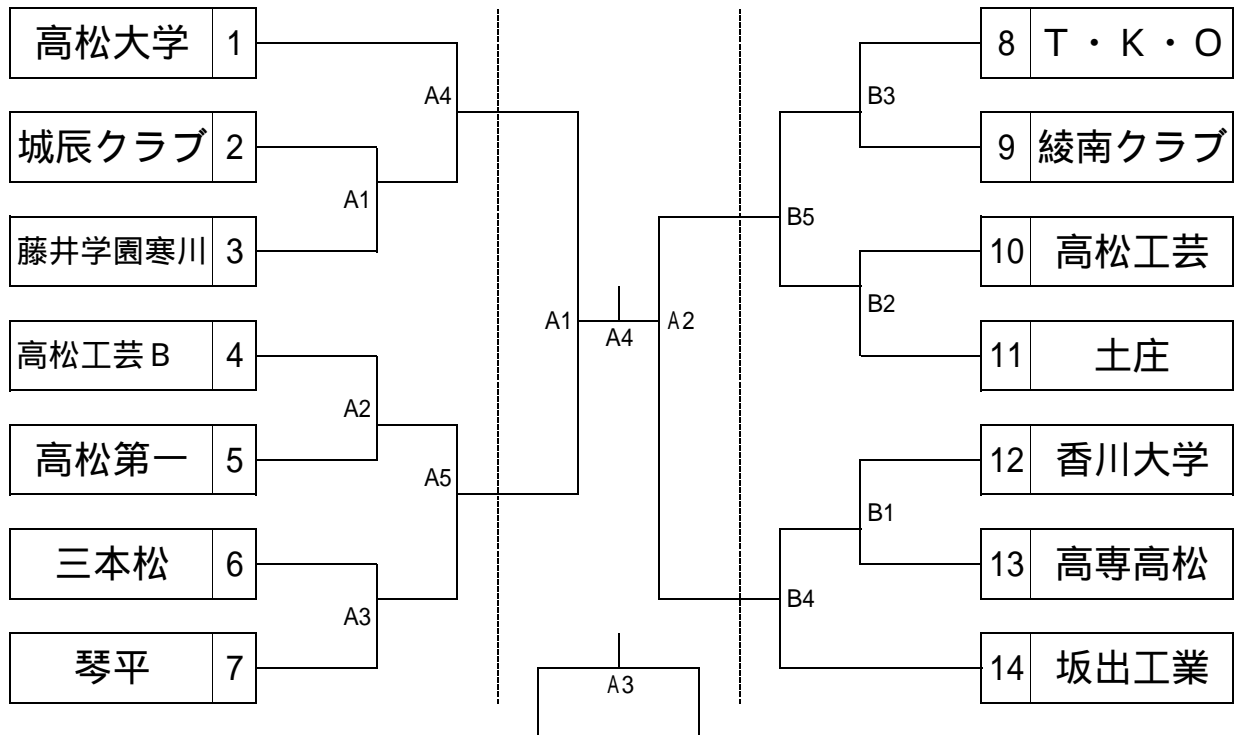 高松大学 1
城辰クラブ 2
藤井学園寒川 3
高松工芸B 4
高松第一 5
三本松 6
琴平 7
A4
A1
A2
A5
A3
A1
A4
A2
A3
B3
B5
B2
B1
B4
8 T・K・O
9 綾南クラブ
10 高松工芸
11 土庄
12 香川大学
13 高専高松
14 坂出工業